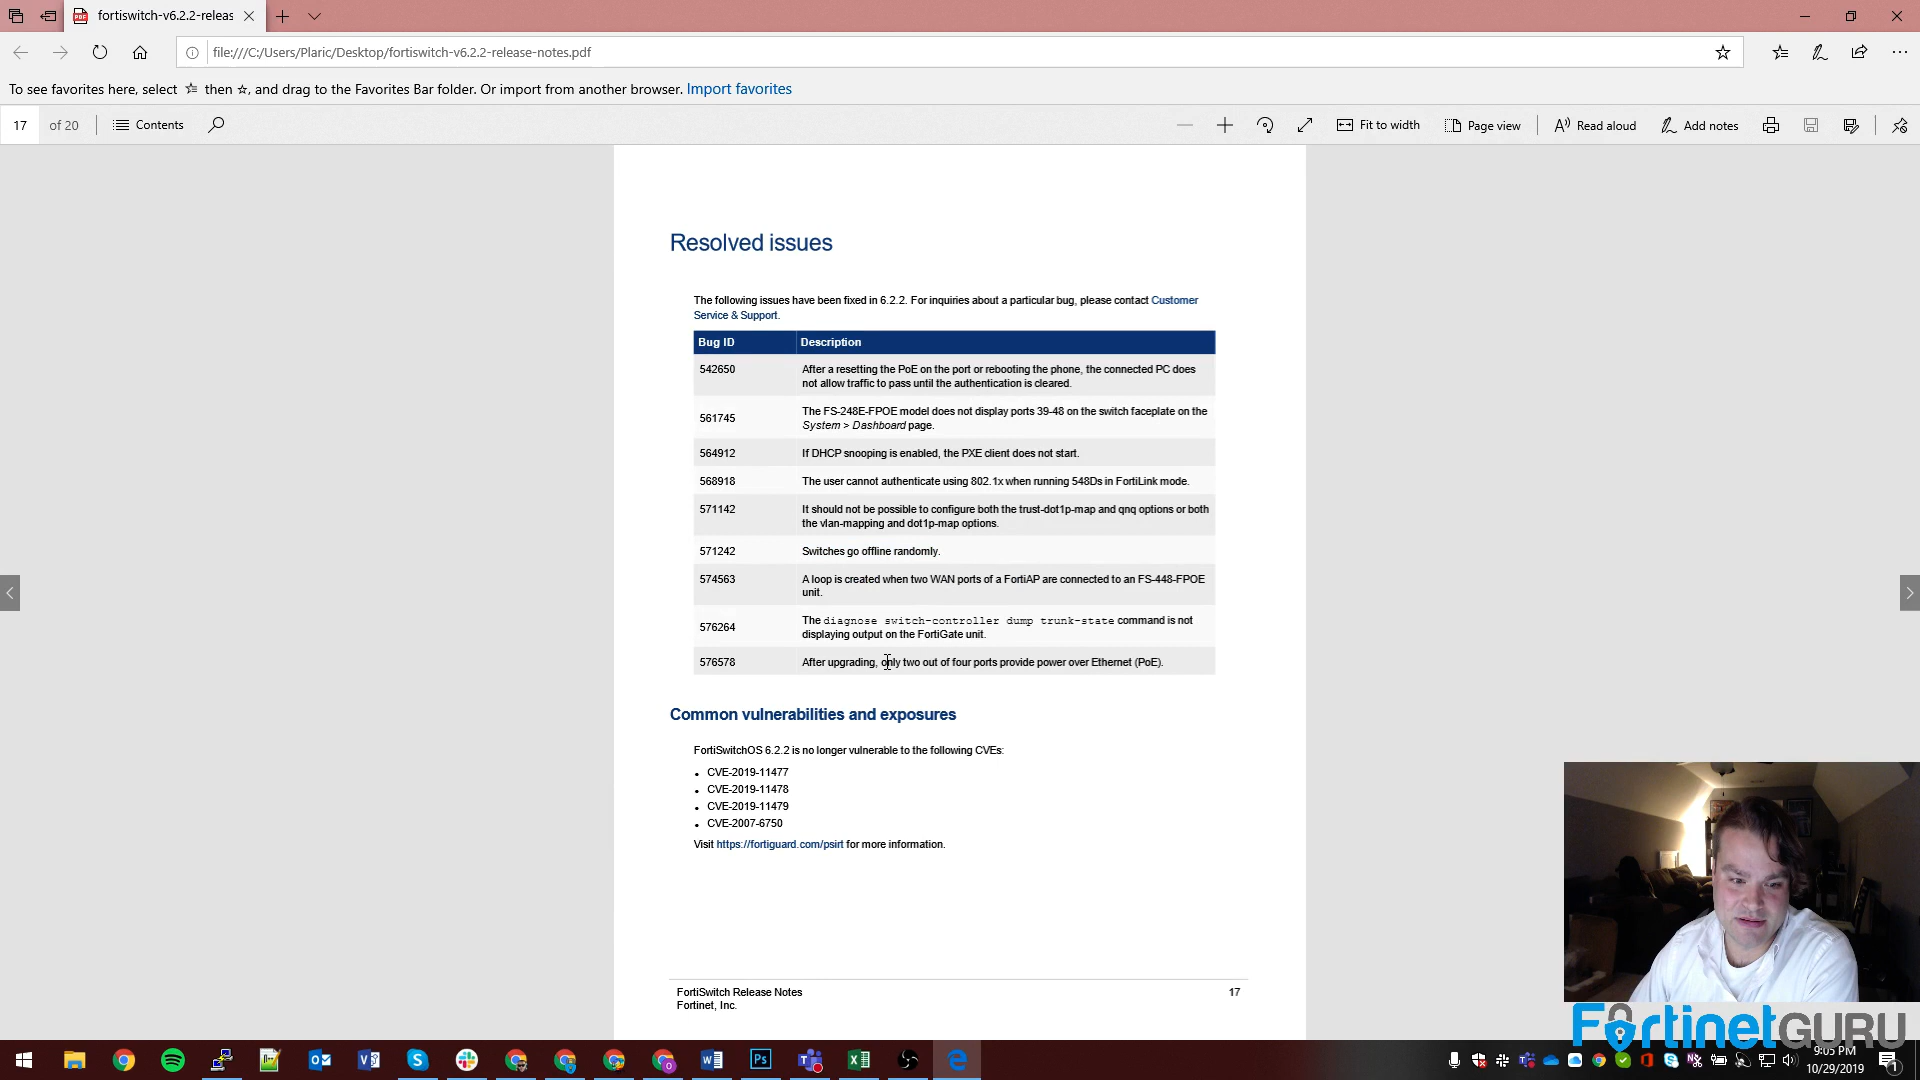 fortiswitch-v6.2.2-releas
file:///C:/Users/Plaric/Desktop/fortiswitch-v6.2.2-release-notes.pdf
To see favorites here, select then , and drag to the Favorites Bar folder. Or import from another browser. Import favorites
17 of 20 Contents Fit to width Page view Read aloud Add notes
Resolved issues
The following issues have been fixed in 6.2.2. For inquiries about a particular bug, please contact Customer
Service & Support.
Bug ID Description
542650 After a resetting the PoE on the port or rebooting the phone, the connected PC does
not allow traffic to pass until the authentication is cleared.
561745 The FS-248E-FPOE model does not display ports 39-48 on the switch faceplate on the
System > Dashboard page.
564912 If DHCP snooping is enabled, the PXE client does not start.
568918 The user cannot authenticate using 802.1x when running 548Ds in FortiLink mode.
571142 It should not be possible to configure both the trust-dot1p-map and qnq options or both
the vlan-mapping and dot1p-map options.
571242 Switches go offline randomly.
574563 A loop is created when two WAN ports of a FortiAP are connected to an FS-448-FPOE
unit.
576264 The diagnose switch-controller dump trunk-state command is not
displaying output on the FortiGate unit.
576578 After upgrading, only two out of four ports provide power over Ethernet (PoE).
Common vulnerabilities and exposures
FortiSwitchOS 6.2.2 is no longer vulnerable to the following CVEs:
• CVE-2019-11477
• CVE-2019-11478
• CVE-2019-11479
• CVE-2007-6750
Visit https://fortiguard.com/psirt for more information.
FortiSwitch Release Notes 17
Fortinet, Inc.
FortinetGURU
9:05 PM
10/29/2019